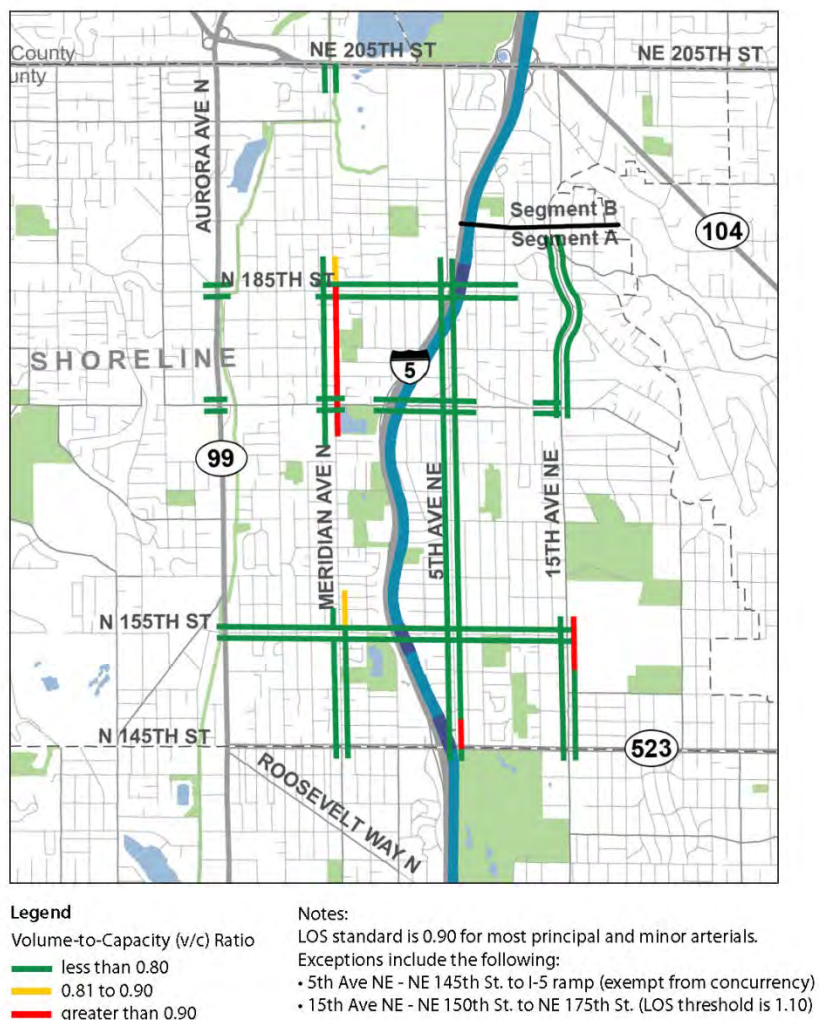 NE 205TH ST
NE 205TH ST
County
unty
AURORA AVE N
Segment B
Segment A
104
N 185TH ST
SHORELINE
5
99
MERIDIAN AVE N
5TH AVE NE
15TH AVE NE
N 155TH ST
N 145TH ST
523
ROOSEVELT WAY N
Legend
Volume-to-Capacity (v/c) Ratio
less than 0.80
0.81 to 0.90
greater than 0.90
Notes:
LOS standard is 0.90 for most principal and minor arterials.
Exceptions include the following:
• 5th Ave NE - NE 145th St. to I-5 ramp (exempt from concurrency)
• 15th Ave NE - NE 150th St. to NE 175th St. (LOS threshold is 1.10)